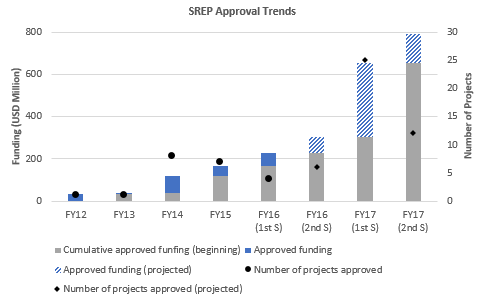 SREP Approval Trends
Funding (USD Million)
800
600
400
200
0
30
25
20
15
10
5
0
Number of Projects
FY12
FY13
FY14
FY15
FY16
(1st S)
FY16
(2nd S)
FY17
(1st S)
FY17
(2nd S)
Cumulative approved funfing (beginning)
Approved funding
Approved funding (projected)
Number of projects approved
Number of projects approved (projected)